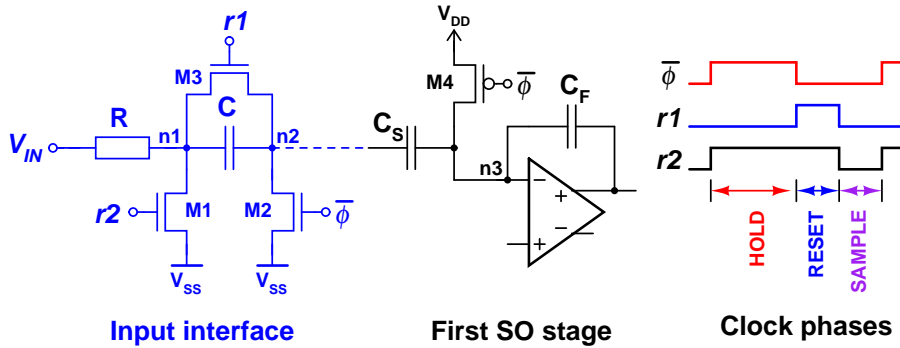 r1
M3
C
R
n1
n2
V_IN
r2
M1
M2
φ̅
V_SS
V_SS
Input interface
V_DD
M4
φ̅
C_F
C_S
n3
−
+
+
−
First SO stage
φ̅
r1
r2
HOLD
RESET
SAMPLE
Clock phases